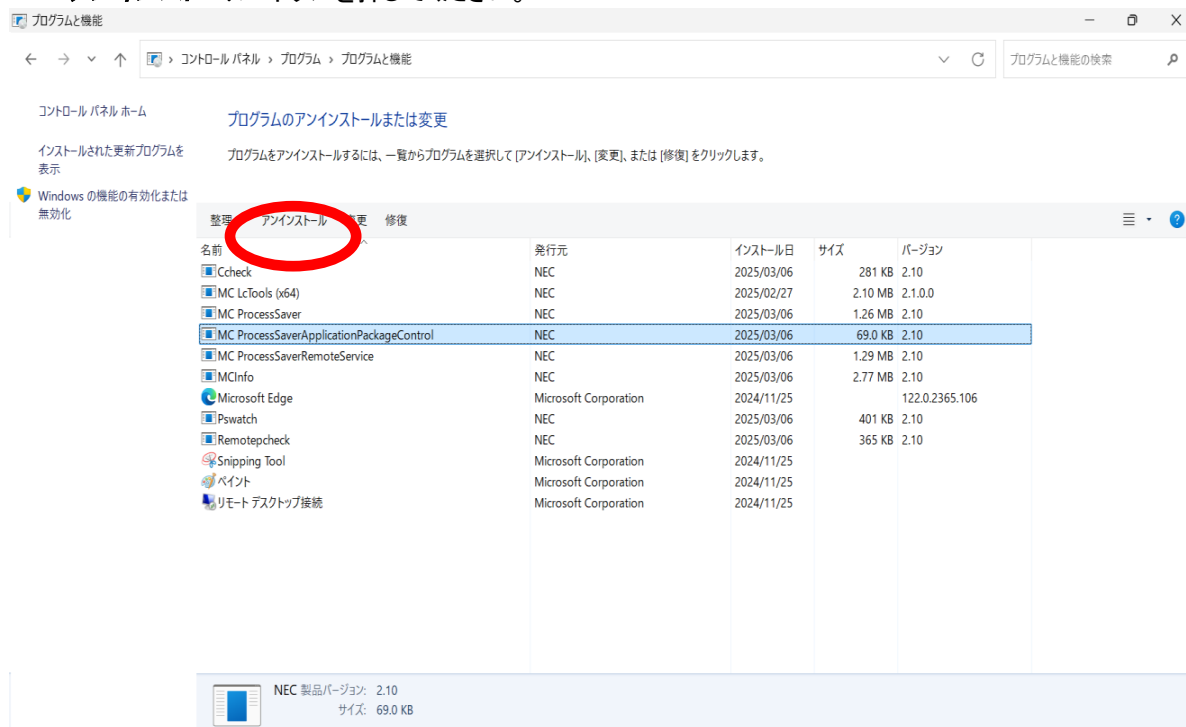 プログラムと機能
コントロール パネル › プログラム › プログラムと機能
プログラムと機能の検索
コントロール パネル ホーム
インストールされた更新プログラムを
表示
Windows の機能の有効化または
無効化
プログラムのアンインストールまたは変更
プログラムをアンインストールするには、一覧からプログラムを選択して [アンインストール]、[変更]、または [修復] をクリックします。
整理 アンインストール 変更 修復
名前 発行元 インストール日 サイズ バージョン
Ccheck NEC 2025/03/06 281 KB 2.10
MC LcTools (x64) NEC 2025/02/27 2.10 MB 2.1.0.0
MC ProcessSaver NEC 2025/03/06 1.26 MB 2.10
MC ProcessSaverApplicationPackageControl NEC 2025/03/06 69.0 KB 2.10
MC ProcessSaverRemoteService NEC 2025/03/06 1.29 MB 2.10
MCInfo NEC 2025/03/06 2.77 MB 2.10
Microsoft Edge Microsoft Corporation 2024/11/25 122.0.2365.106
Pswatch NEC 2025/03/06 401 KB 2.10
Remotepcheck NEC 2025/03/06 365 KB 2.10
Snipping Tool Microsoft Corporation 2024/11/25
ペイント Microsoft Corporation 2024/11/25
リモート デスクトップ接続 Microsoft Corporation 2024/11/25
NEC 製品バージョン: 2.10
サイズ: 69.0 KB